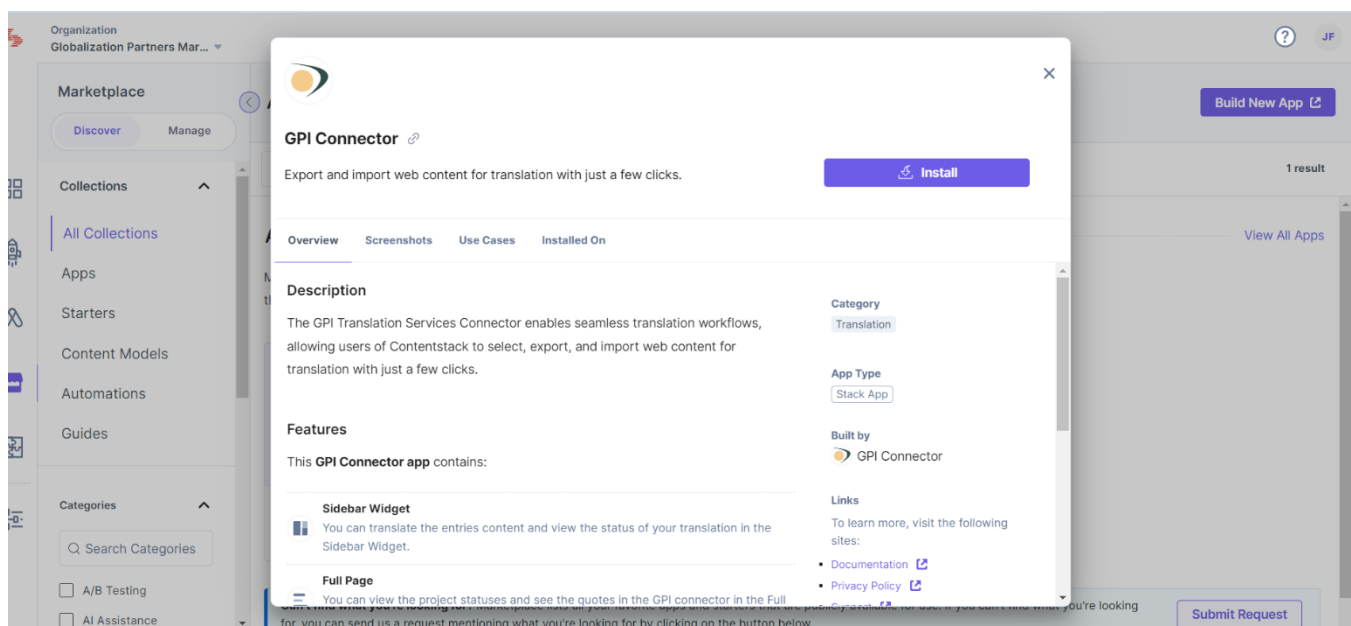 Organization
Globalization Partners Mar...
JF
Marketplace
Discover Manage
Build New App
1 result
Collections
All Collections
Apps
Starters
Content Models
Automations
Guides
Categories
Search Categories
A/B Testing
AI Assistance
View All Apps
GPI Connector
Export and import web content for translation with just a few clicks.
Install
Overview Screenshots Use Cases Installed On
Description
The GPI Translation Services Connector enables seamless translation workflows,
allowing users of Contentstack to select, export, and import web content for
translation with just a few clicks.
Features
This GPI Connector app contains:
Sidebar Widget
You can translate the entries content and view the status of your translation in the
Sidebar Widget.
Full Page
You can view the project statuses and see the quotes in the GPI connector in the Full
Category
Translation
App Type
Stack App
Built by
GPI Connector
Links
To learn more, visit the following
sites:
• Documentation
• Privacy Policy
you're looking
for, you can send us a request mentioning what you're looking for by clicking on the button below.
Submit Request